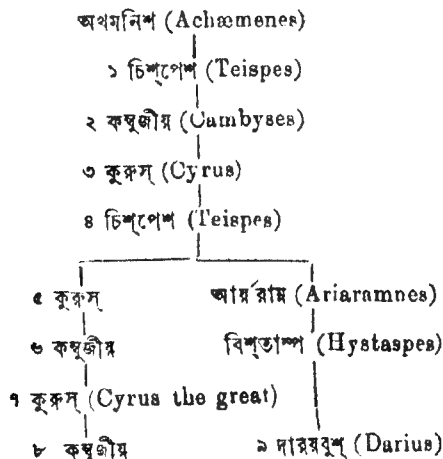 অথমনিশ (Achæmenes)
১ চিশ্পেশ (Teispes)
২ কম্বুজীয় (Cambyses)
৩ কুরুস্ (Cyrus)
৪ চিশ্পেশ (Teispes)
৫ কুরুস্ আর্য্যরাম্ন (Ariaramnes)
৬ কম্বুজীয় বিশ্তাস্প (Hystaspes)
৭ কুরুস্ (Cyrus the great)
৮ কম্বুজীয় ৯ দারয়বুশ্ (Darius)